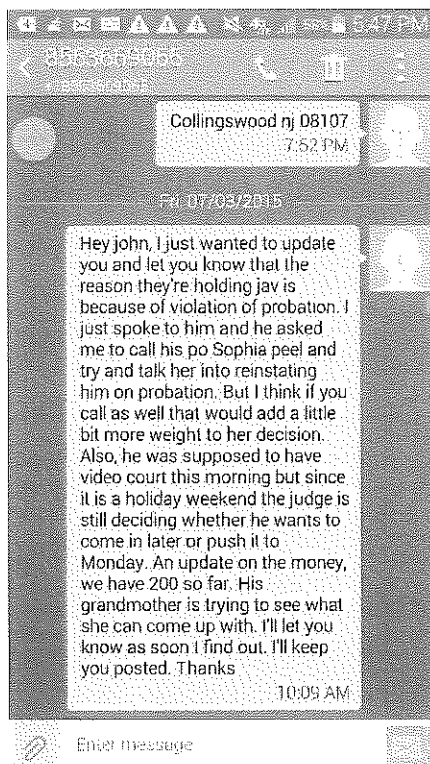 5:47 PM
Collingswood nj 08107
7:52 PM
Fri 07/03/2015
Hey john, I just wanted to update
you and let you know that the
reason they're holding jav is
because of violation of probation. I
just spoke to him and he asked
me to call his po Sophia peel and
try and talk her into reinstating
him on probation. But I think if you
call as well that would add a little
bit more weight to her decision.
Also, he was supposed to have
video court this morning but since
it is a holiday weekend the judge is
still deciding whether he wants to
come in later or push it to
Monday. An update on the money,
we have 200 so far. His
grandmother is trying to see what
she can come up with. I'll let you
know as soon I find out. I'll keep
you posted. Thanks
10:09 AM
Enter message